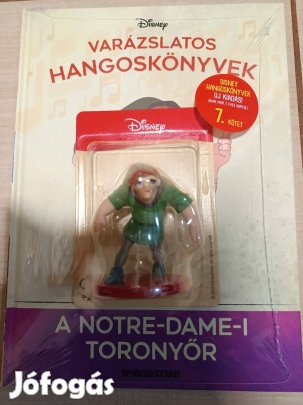 Disney
VARÁZSLATOS
HANGOSKÖNYVEK
DISNEY
HANGOSKÖNYVEK
ÚJ KIADÁS!
7. KÖTET
Disney
A NOTRE-DAME-I
TORONYŐR
DeAGOSTINI
Jófogás